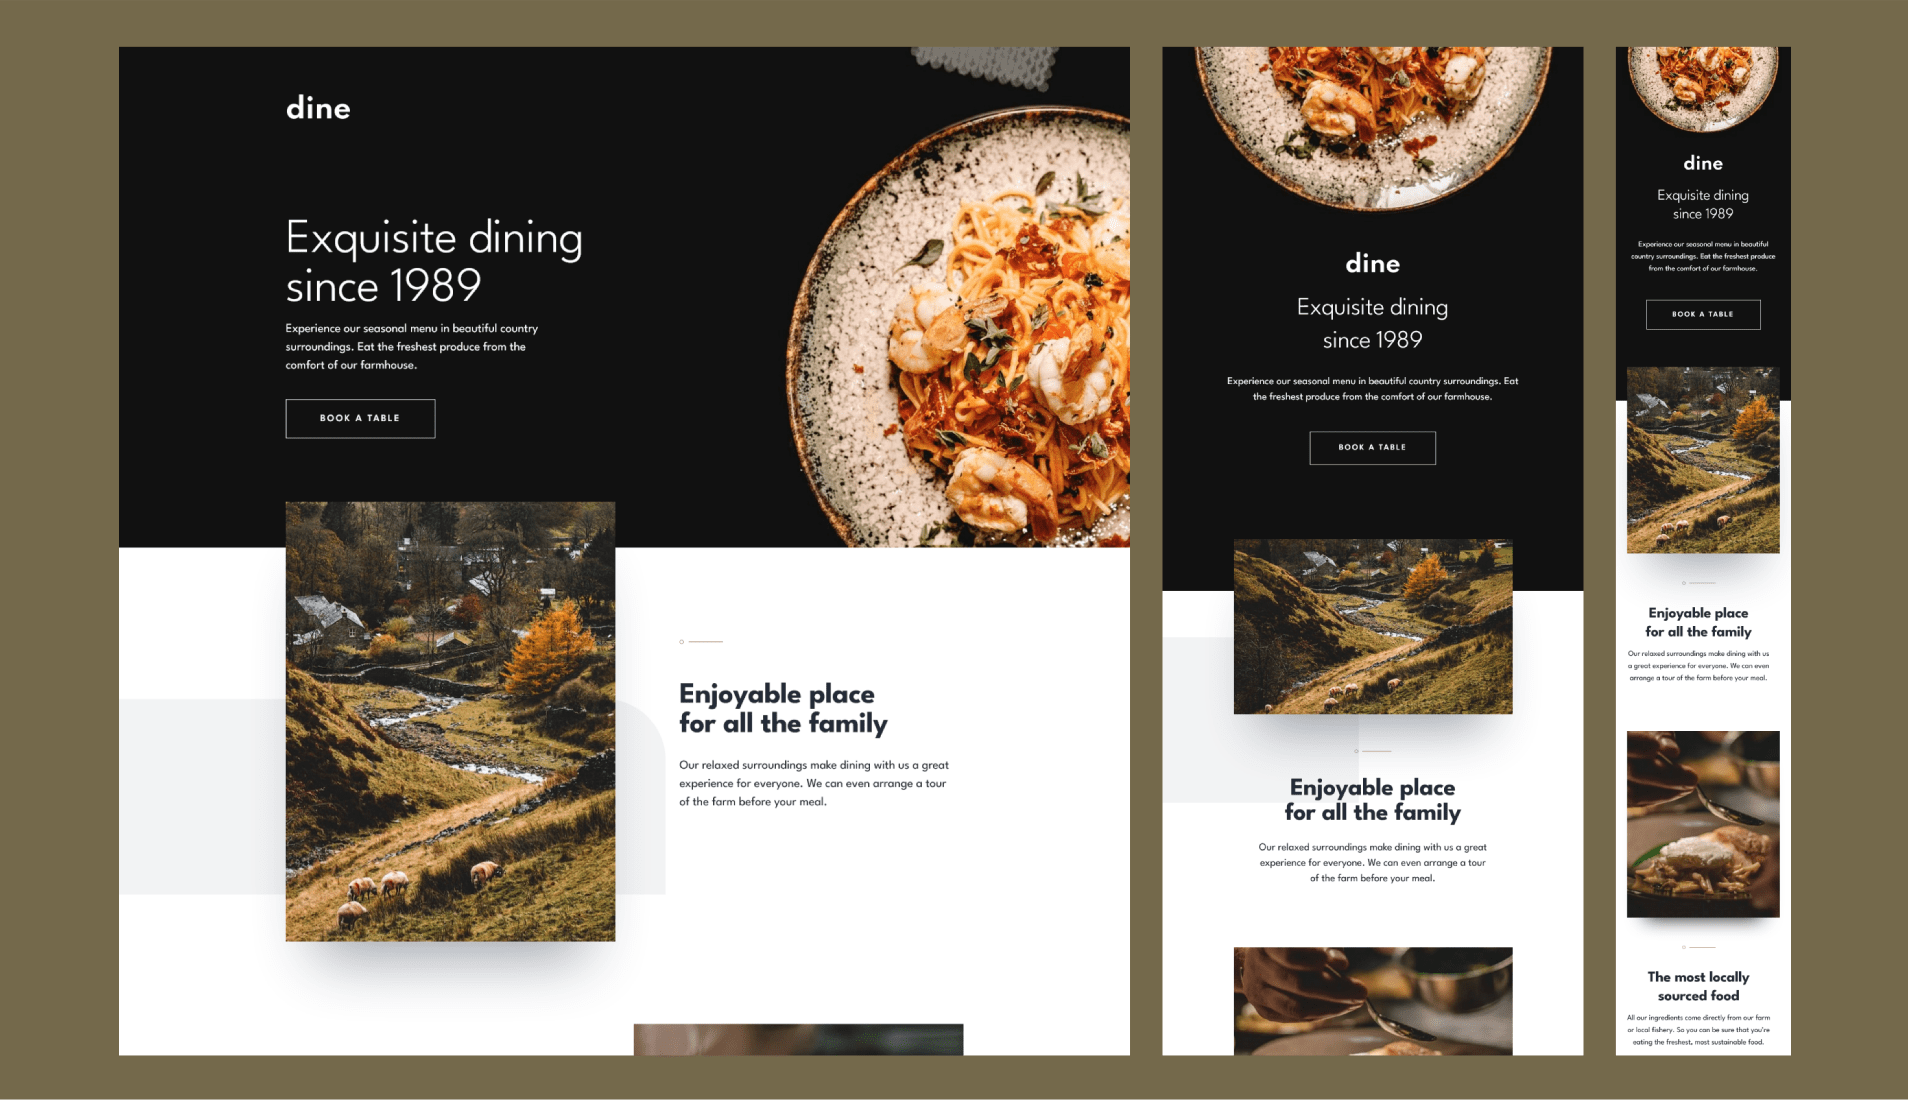 dine
Exquisite dining
since 1989
Experience our seasonal menu in beautiful country
surroundings. Eat the freshest produce from the
comfort of our farmhouse.
BOOK A TABLE
Enjoyable place
for all the family
Our relaxed surroundings make dining with us a great
experience for everyone. We can even arrange a tour
of the farm before your meal.
dine
Exquisite dining
since 1989
Experience our seasonal menu in beautiful country surroundings. Eat
the freshest produce from the comfort of our farmhouse.
BOOK A TABLE
Enjoyable place
for all the family
Our relaxed surroundings make dining with us a great
experience for everyone. We can even arrange a tour
of the farm before your meal.
dine
Exquisite dining
since 1989
Experience our seasonal menu in beautiful
country surroundings. Eat the freshest produce
from the comfort of our farmhouse.
BOOK A TABLE
Enjoyable place
for all the family
Our relaxed surroundings make dining with us
a great experience for everyone. We can even
arrange a tour of the farm before your meal.
The most locally
sourced food
All our ingredients come directly from our farm
or local fishery. So you can be sure that you're
eating the freshest, most sustainable food.